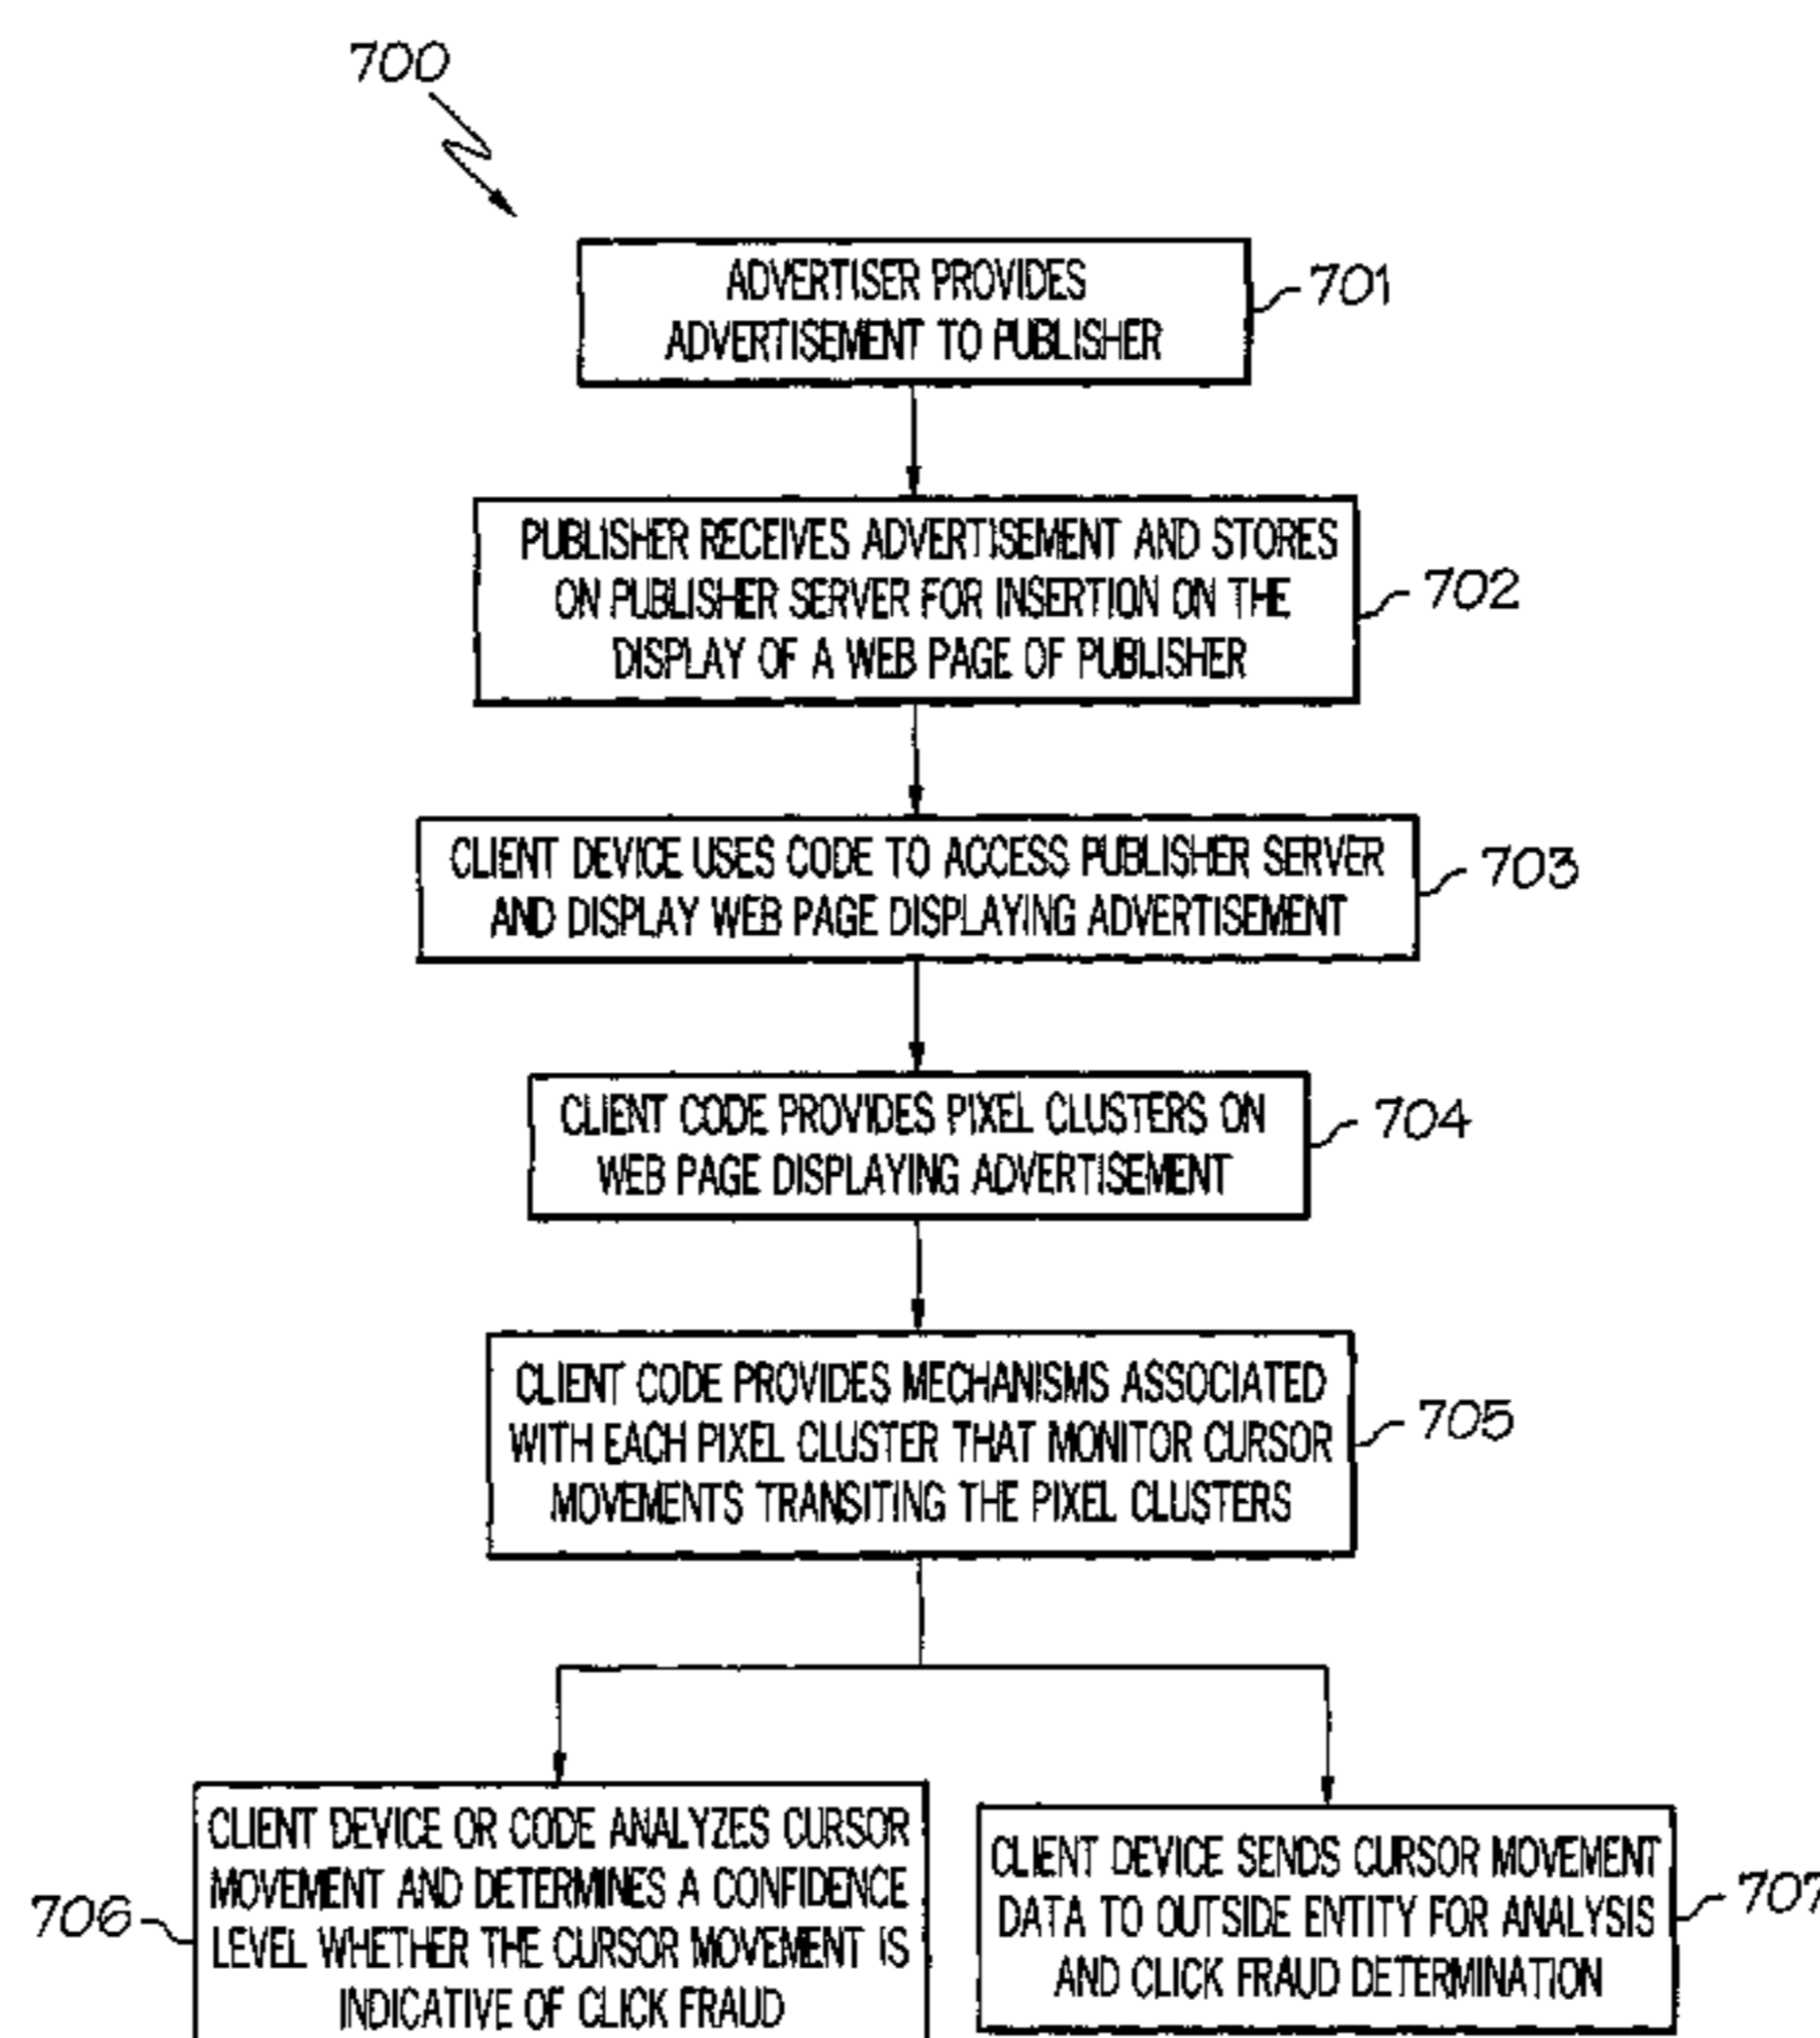 700
ADVERTISER PROVIDES
ADVERTISEMENT TO PUBLISHER
701
PUBLISHER RECEIVES ADVERTISEMENT AND STORES
ON PUBLISHER SERVER FOR INSERTION ON THE
DISPLAY OF A WEB PAGE OF PUBLISHER
702
CLIENT DEVICE USES CODE TO ACCESS PUBLISHER SERVER
AND DISPLAY WEB PAGE DISPLAYING ADVERTISEMENT
703
CLIENT CODE PROVIDES PIXEL CLUSTERS ON
WEB PAGE DISPLAYING ADVERTISEMENT
704
CLIENT CODE PROVIDES MECHANISMS ASSOCIATED
WITH EACH PIXEL CLUSTER THAT MONITOR CURSOR
MOVEMENTS TRANSITING THE PIXEL CLUSTERS
705
CLIENT DEVICE OR CODE ANALYZES CURSOR
MOVEMENT AND DETERMINES A CONFIDENCE
LEVEL WHETHER THE CURSOR MOVEMENT IS
INDICATIVE OF CLICK FRAUD
706
CLIENT DEVICE SENDS CURSOR MOVEMENT
DATA TO OUTSIDE ENTITY FOR ANALYSIS
AND CLICK FRAUD DETERMINATION
707